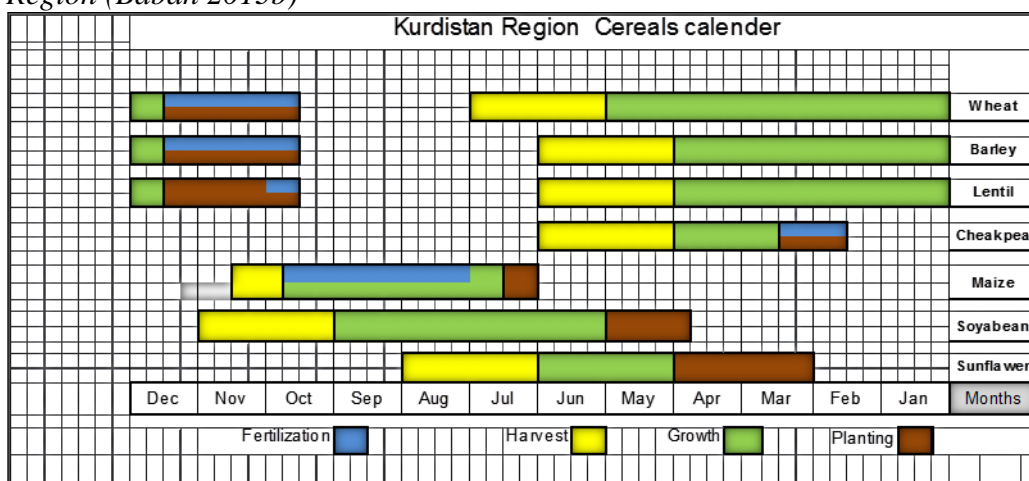 Region (Baban 2013b)
Kurdistan Region Cereals calender
Wheat
Barley
Lentil
Cheakpea
Maize
Soyabean
Sunflawer
Dec Nov Oct Sep Aug Jul Jun May Apr Mar Feb Jan Months
Fertilization Harvest Growth Planting